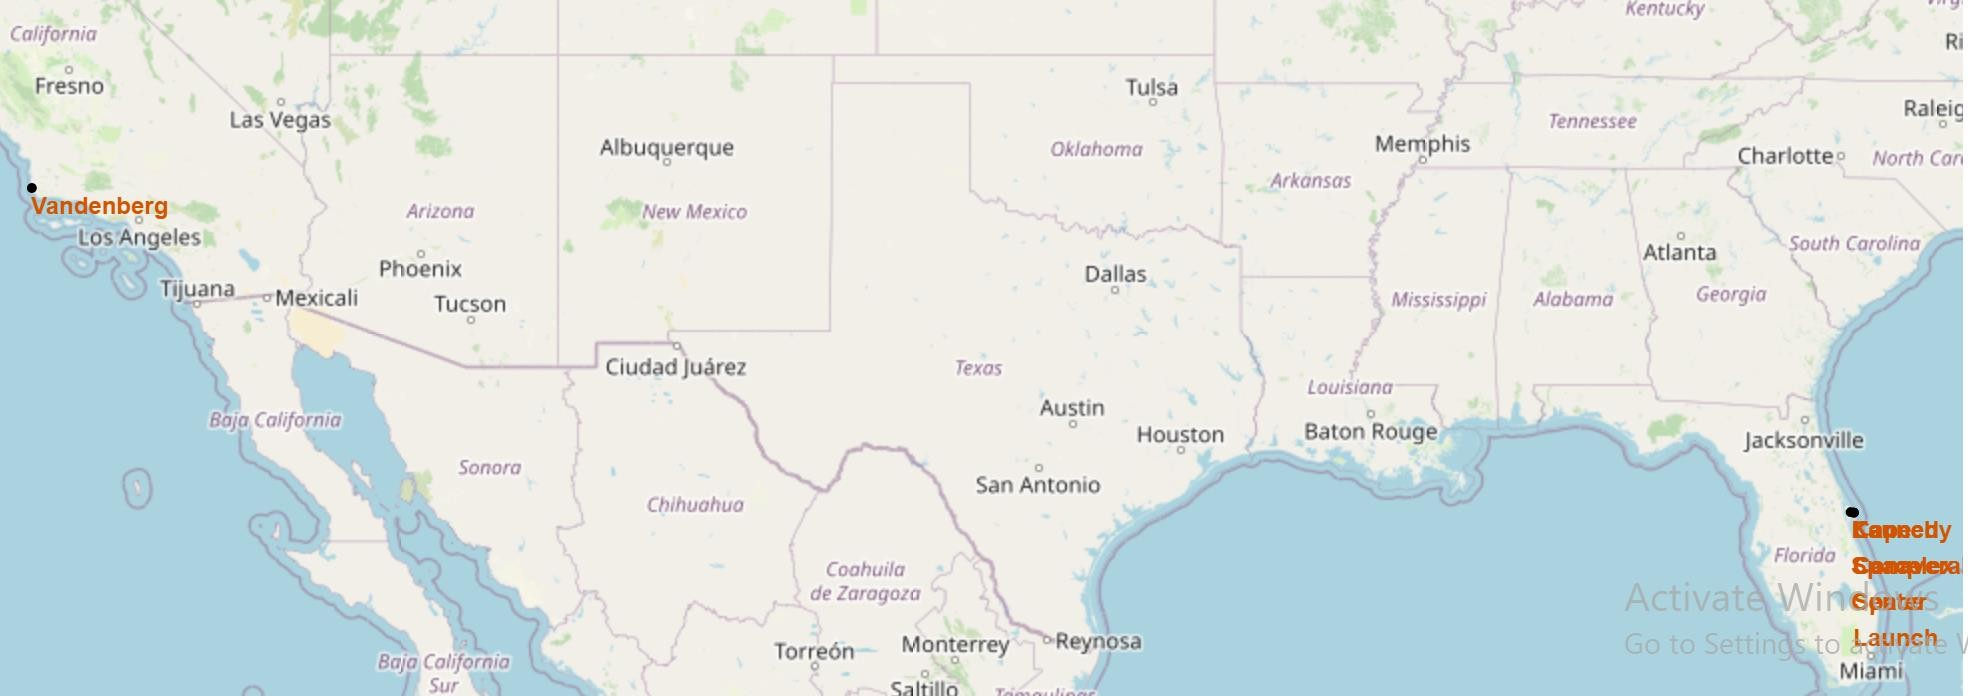 Kentucky
California
Fresno
Las Vegas
Tulsa
Memphis
Tennessee
Raleig
Albuquerque
Oklahoma
Charlotte
North Car
Arkansas
Vandenberg
Arizona
New Mexico
Los Angeles
South Carolina
Atlanta
Phoenix
Dallas
Tijuana
Mexicali
Tucson
Mississippi
Alabama
Georgia
Ciudad Juárez
Texas
Louisiana
Austin
Baja California
Houston
Baton Rouge
Jacksonville
Sonora
San Antonio
Chihuahua
Kennedy
Florida
Coahuila
de Zaragoza
Activate Windows
Launch
Go to Settings to activate W
Torreón
Monterrey
Reynosa
Baja California
Sur
Miami
Saltillo
Tamaulipas